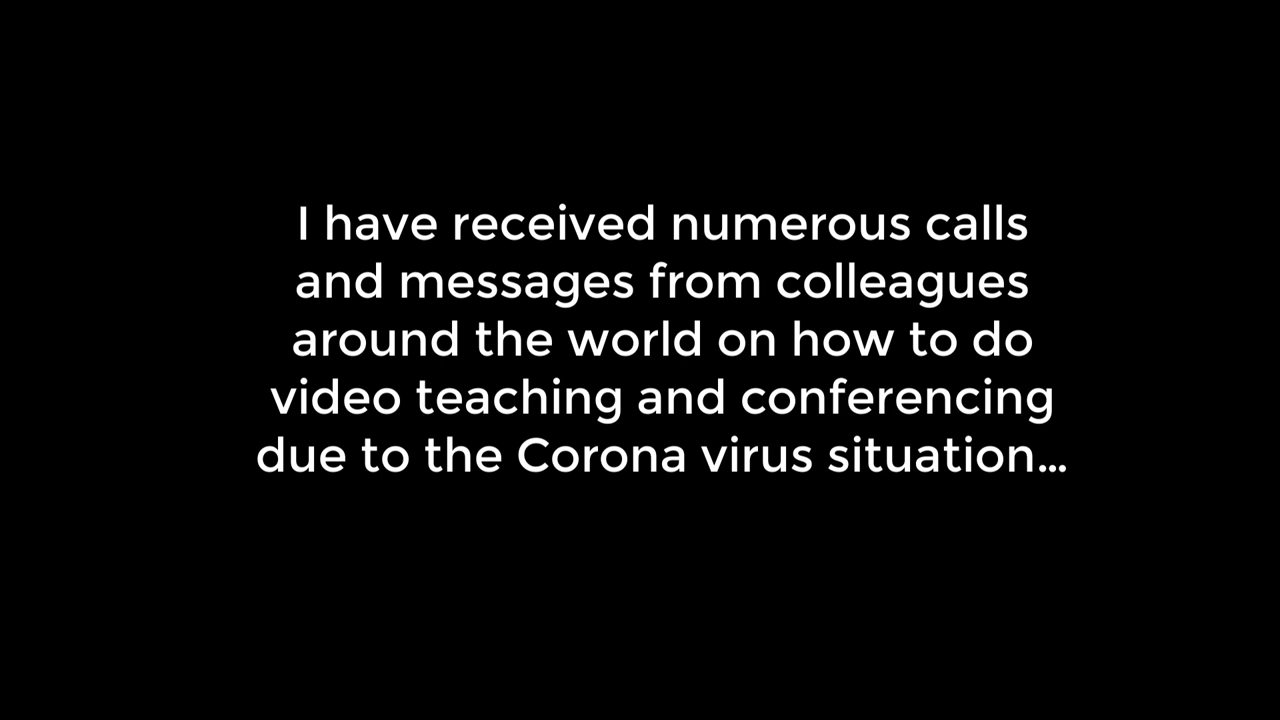 I have received numerous calls
and messages from colleagues
around the world on how to do
video teaching and conferencing
due to the Corona virus situation...